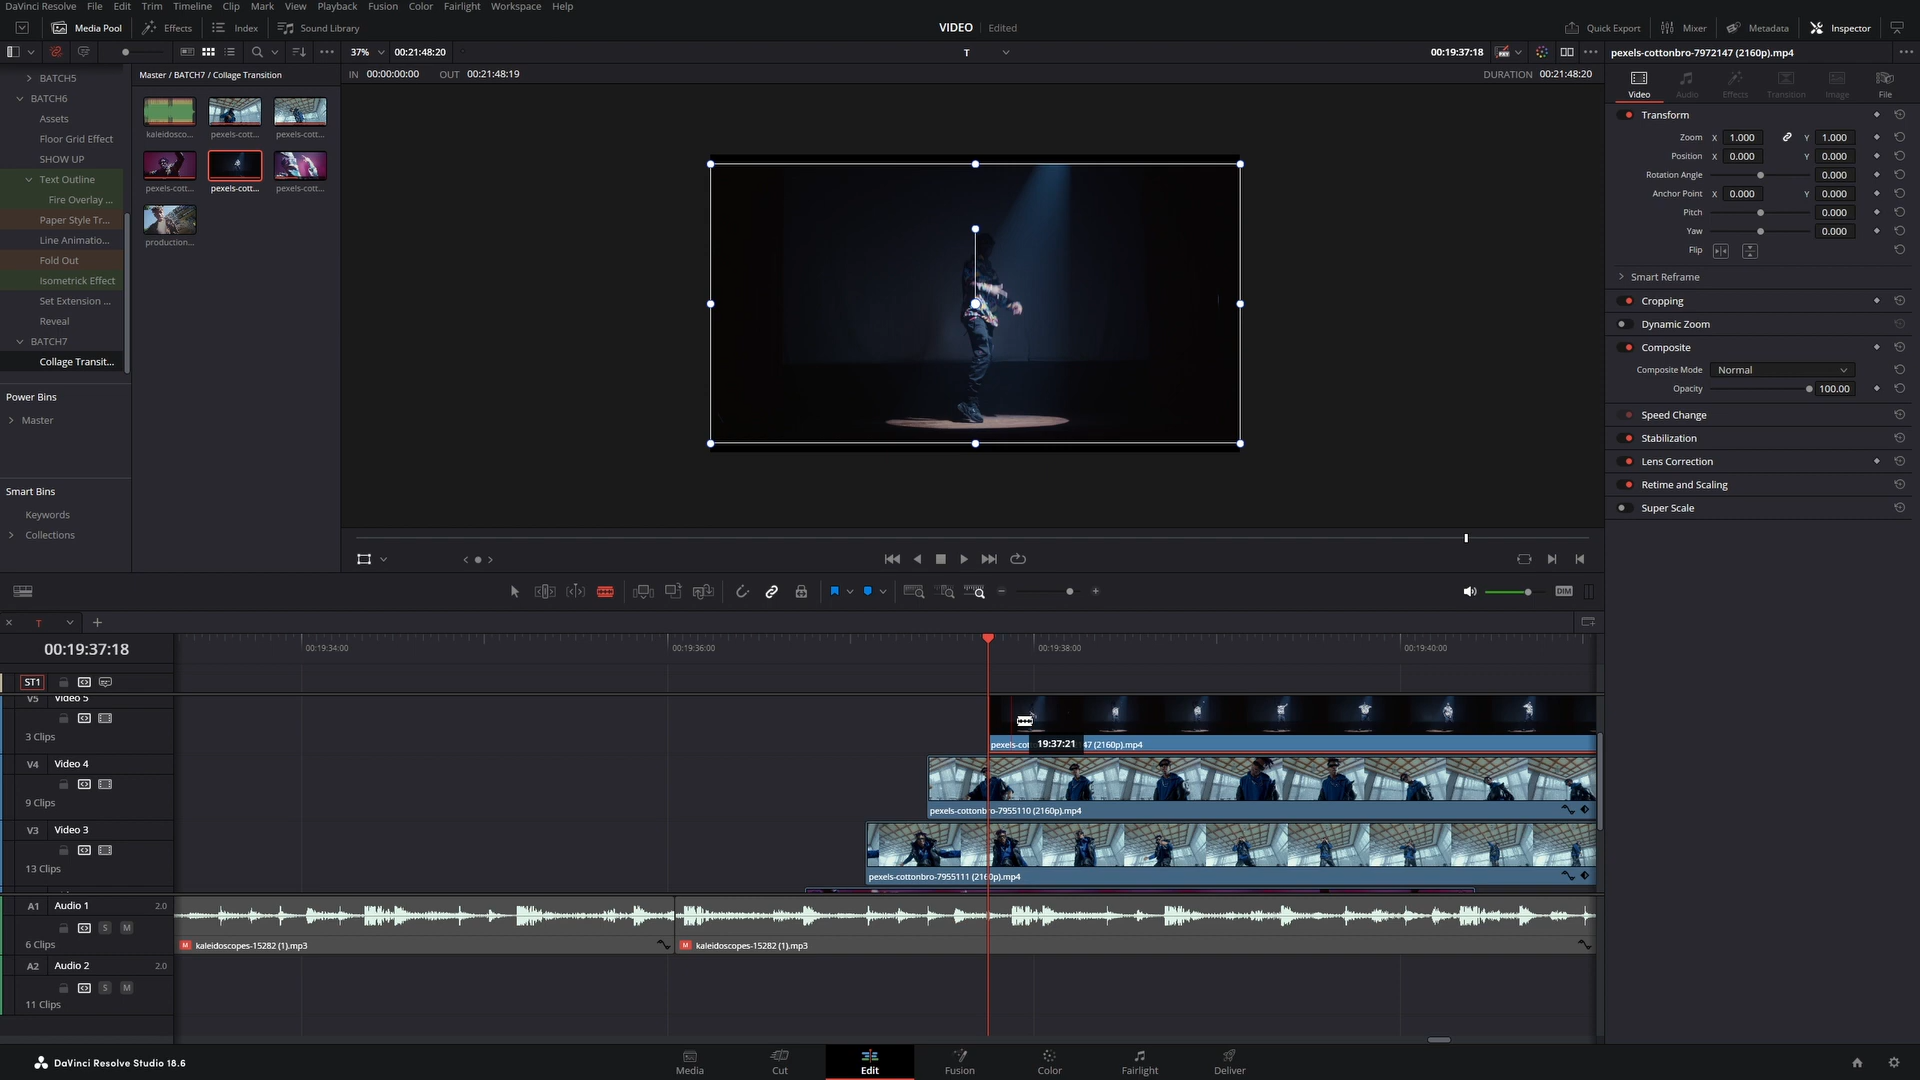 DaVinci Resolve File Edit Trim Timeline Clip Mark View Playback Fusion Color Fairlight Workspace Help
Media Pool Effects Index Sound Library VIDEO Edited Quick Export Mixer Metadata Inspector
37% 00:21:48:20 T 00:19:37:18 pexels-cottonbro-7972147 (2160p).mp4
Master / BATCH7 / Collage Transition IN 00:00:00:00 OUT 00:21:48:19 DURATION 00:21:48:20
BATCH5
BATCH6
Assets
Floor Grid Effect
SHOW UP
Text Outline
Fire Overlay ...
Paper Style Tr...
Line Animatio...
Fold Out
Isometrick Effect
Set Extension ...
Reveal
BATCH7
Collage Transit...
Power Bins
Master
Smart Bins
Keywords
Collections
kaleidosco... pexels-cott... pexels-cott...
pexels-cott... pexels-cott... pexels-cott...
production...
Video Audio Effects Transition Image File
Transform
Zoom X 1.000 Y 1.000
Position X 0.000 Y 0.000
Rotation Angle 0.000
Anchor Point X 0.000 Y 0.000
Pitch 0.000
Yaw 0.000
Flip
Smart Reframe
Cropping
Dynamic Zoom
Composite
Composite Mode Normal
Opacity 100.00
Speed Change
Stabilization
Lens Correction
Retime and Scaling
Super Scale
DIM
T
00:19:37:18 00:19:34:00 00:19:36:00 00:19:38:00 00:19:40:00
ST1
V5 Video 5
3 Clips
pexels-cot 19:37:21 47 (2160p).mp4
V4 Video 4
9 Clips
pexels-cottonbro-7955110 (2160p).mp4
V3 Video 3
13 Clips
pexels-cottonbro-7955111 (2160p).mp4
A1 Audio 1 2.0
S M
6 Clips
M kaleidoscopes-15282 (1).mp3 M kaleidoscopes-15282 (1).mp3
A2 Audio 2 2.0
S M
11 Clips
DaVinci Resolve Studio 18.6
Media Cut Edit Fusion Color Fairlight Deliver